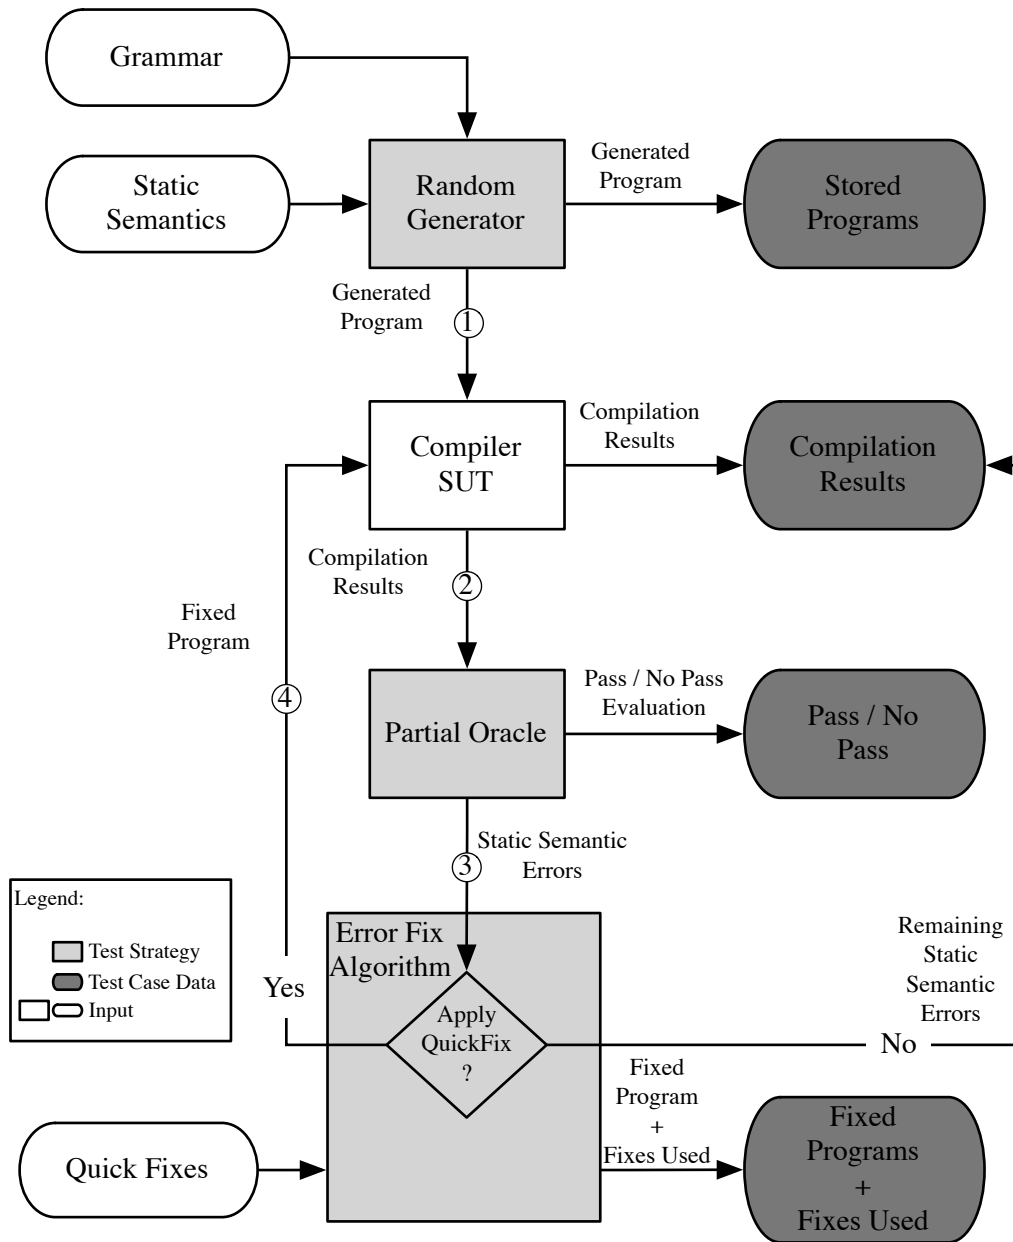 Grammar
Static
Semantics
Random
Generator
Generated
Program
Stored
Programs
Generated
Program
1
Compiler
SUT
Compilation
Results
Compilation
Results
Compilation
Results
2
Fixed
Program
4
Partial Oracle
Pass / No Pass
Evaluation
Pass / No
Pass
3
Static Semantic
Errors
Legend:
Test Strategy
Test Case Data
Input
Error Fix
Algorithm
Yes
Apply
QuickFix
?
Remaining
Static
Semantic
Errors
No
Fixed
Program
+
Fixes Used
Quick Fixes
Fixed
Programs
+
Fixes Used